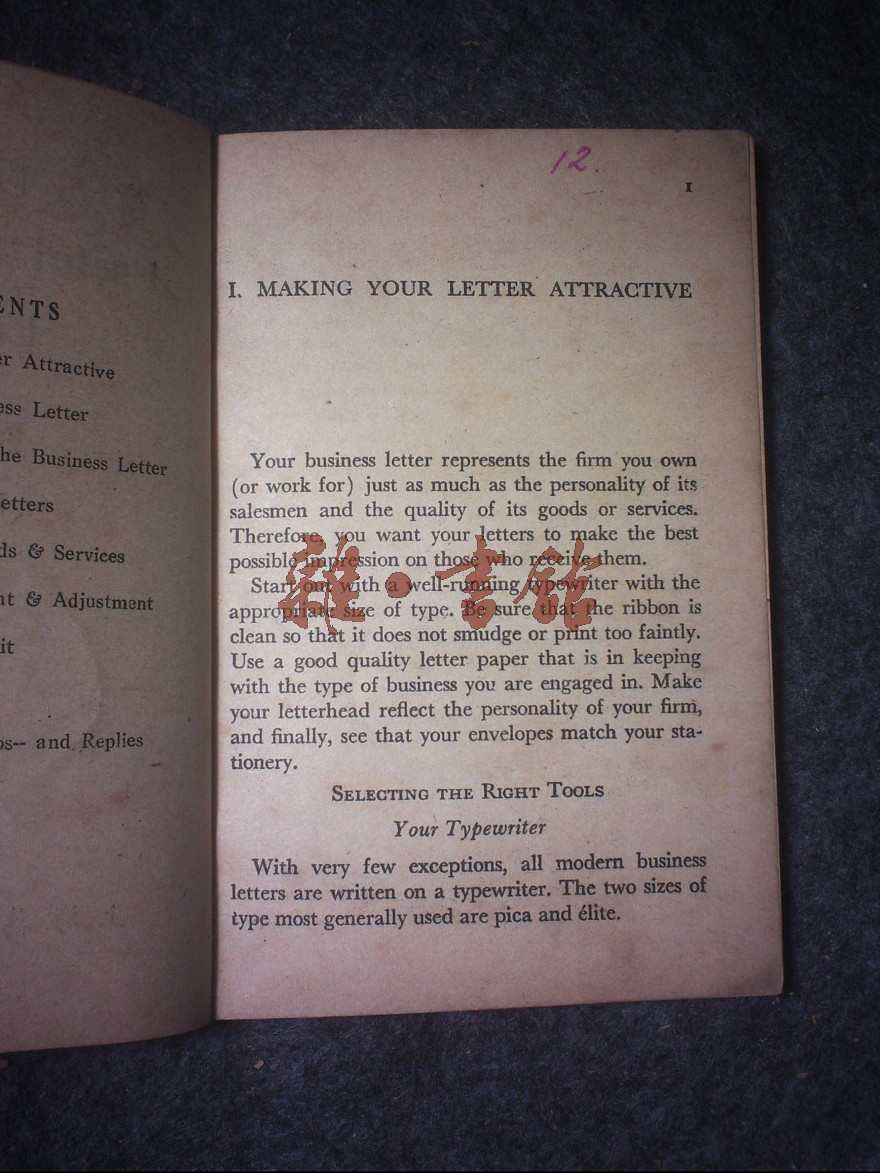 ENTS
er Attractive
ess Letter
he Business Letter
etters
ds & Services
nt & Adjustment
it
os-- and Replies
12.
1
I. MAKING YOUR LETTER ATTRACTIVE
Your business letter represents the firm you own
(or work for) just as much as the personality of its
salesmen and the quality of its goods or services.
Therefore, you want your letters to make the best
possible impression on those who receive them.
Start out with a well-running typewriter with the
appropriate size of type. Be sure that the ribbon is
clean so that it does not smudge or print too faintly.
Use a good quality letter paper that is in keeping
with the type of business you are engaged in. Make
your letterhead reflect the personality of your firm,
and finally, see that your envelopes match your sta-
tionery.
SELECTING THE RIGHT TOOLS
Your Typewriter
With very few exceptions, all modern business
letters are written on a typewriter. The two sizes of
type most generally used are pica and élite.
雜·書館